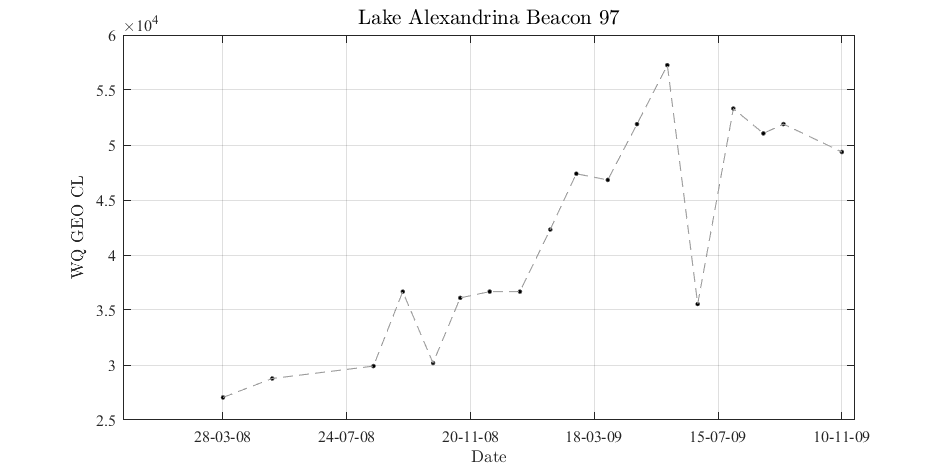 Lake Alexandrina Beacon 97
×10⁴
6
5.5
5
4.5
4
3.5
3
2.5
WQ GEO CL
28-03-08 24-07-08 20-11-08 18-03-09 15-07-09 10-11-09
Date